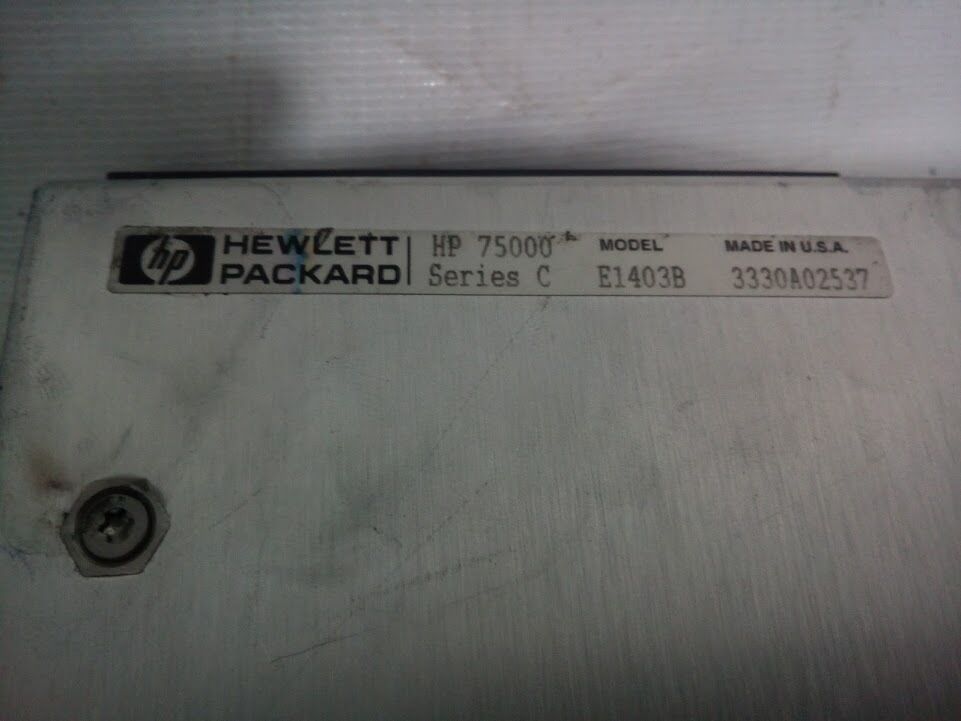 hp HEWLETT PACKARD
HP 75000 Series C
MODEL E1403B
MADE IN U.S.A. 3330A02537